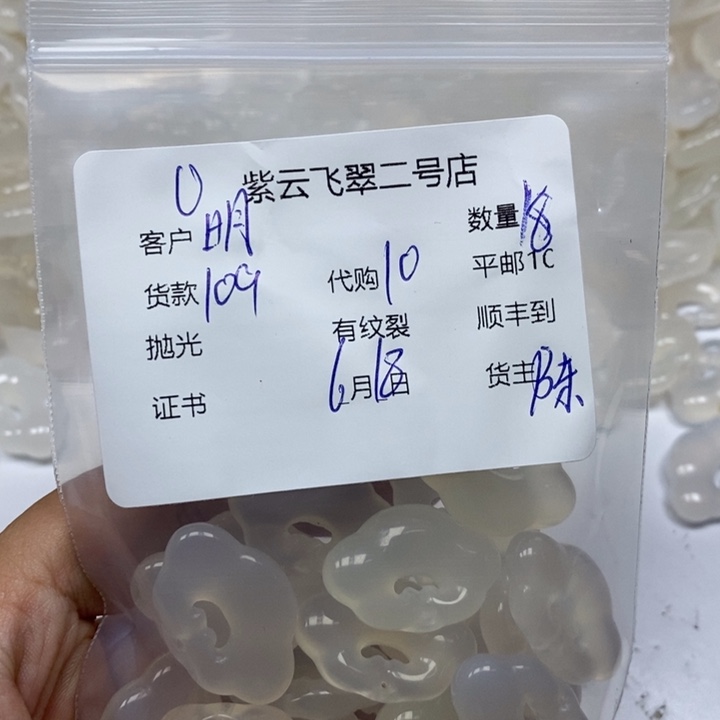 紫云飞翠二号店
客户 明 数量 18
货款 109 代购 10 平邮 1C
抛光 有纹裂 顺丰到
证书 6月18日 货主 陈